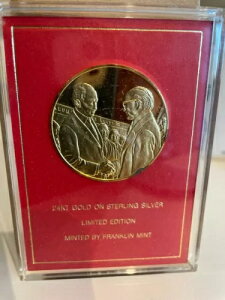 24KT GOLD ON STERLING SILVER
LIMITED EDITION
MINTED BY FRANKLIN MINT